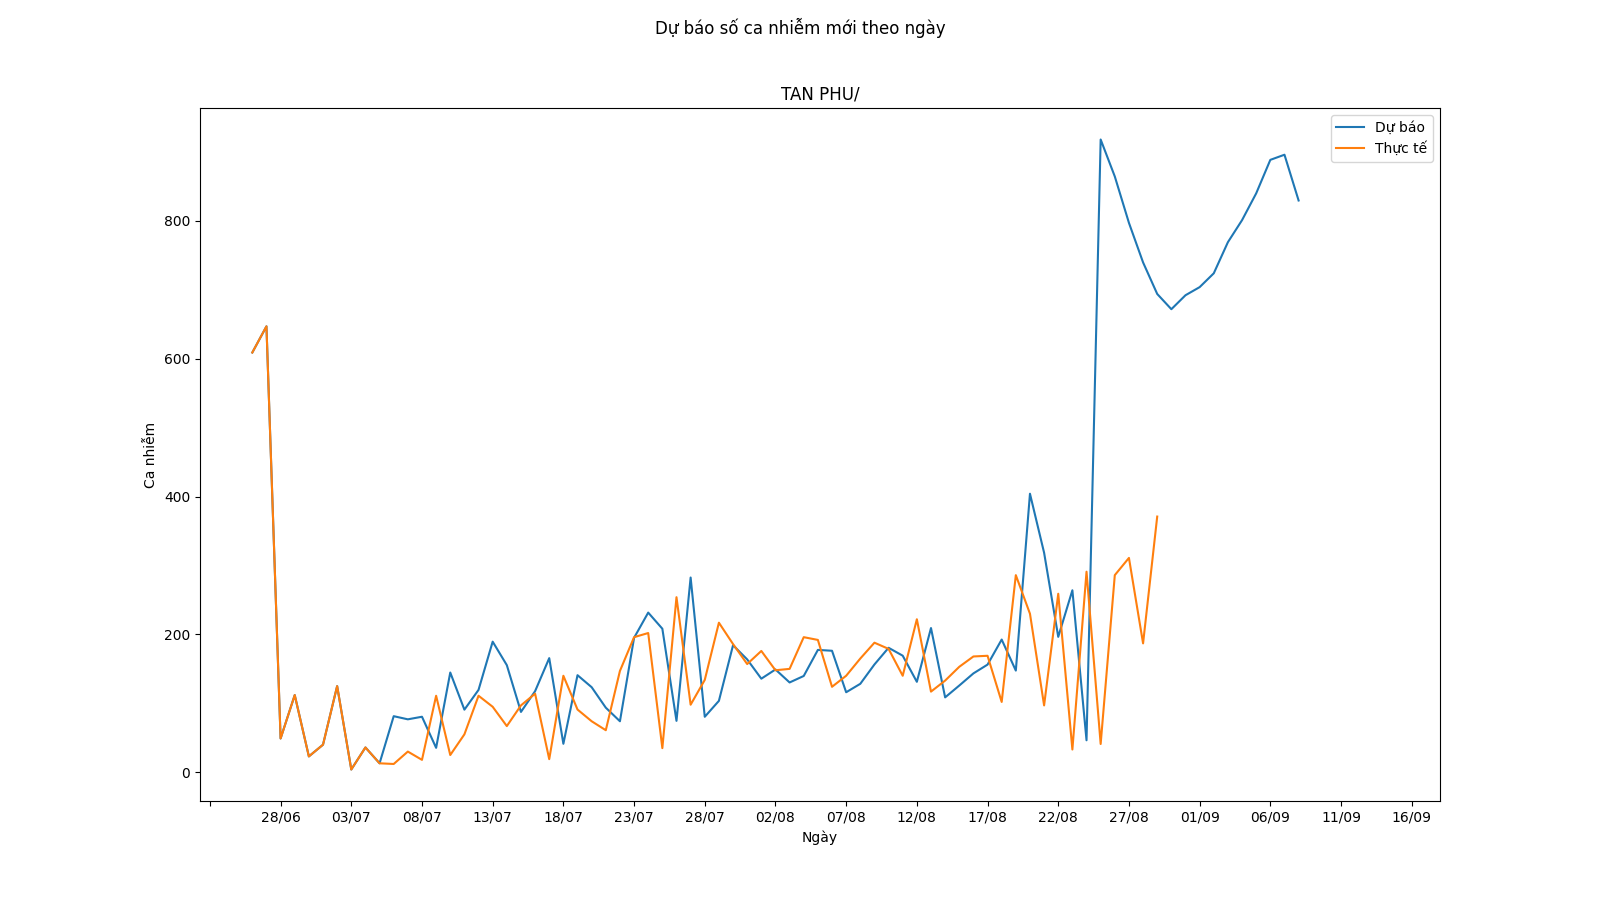 Dự báo số ca nhiễm mới theo ngày
TAN PHU/
Dự báo
Thực tế
Ca nhiễm
800
600
400
200
0
28/06 03/07 08/07 13/07 18/07 23/07 28/07 02/08 07/08 12/08 17/08 22/08 27/08 01/09 06/09 11/09 16/09
Ngày